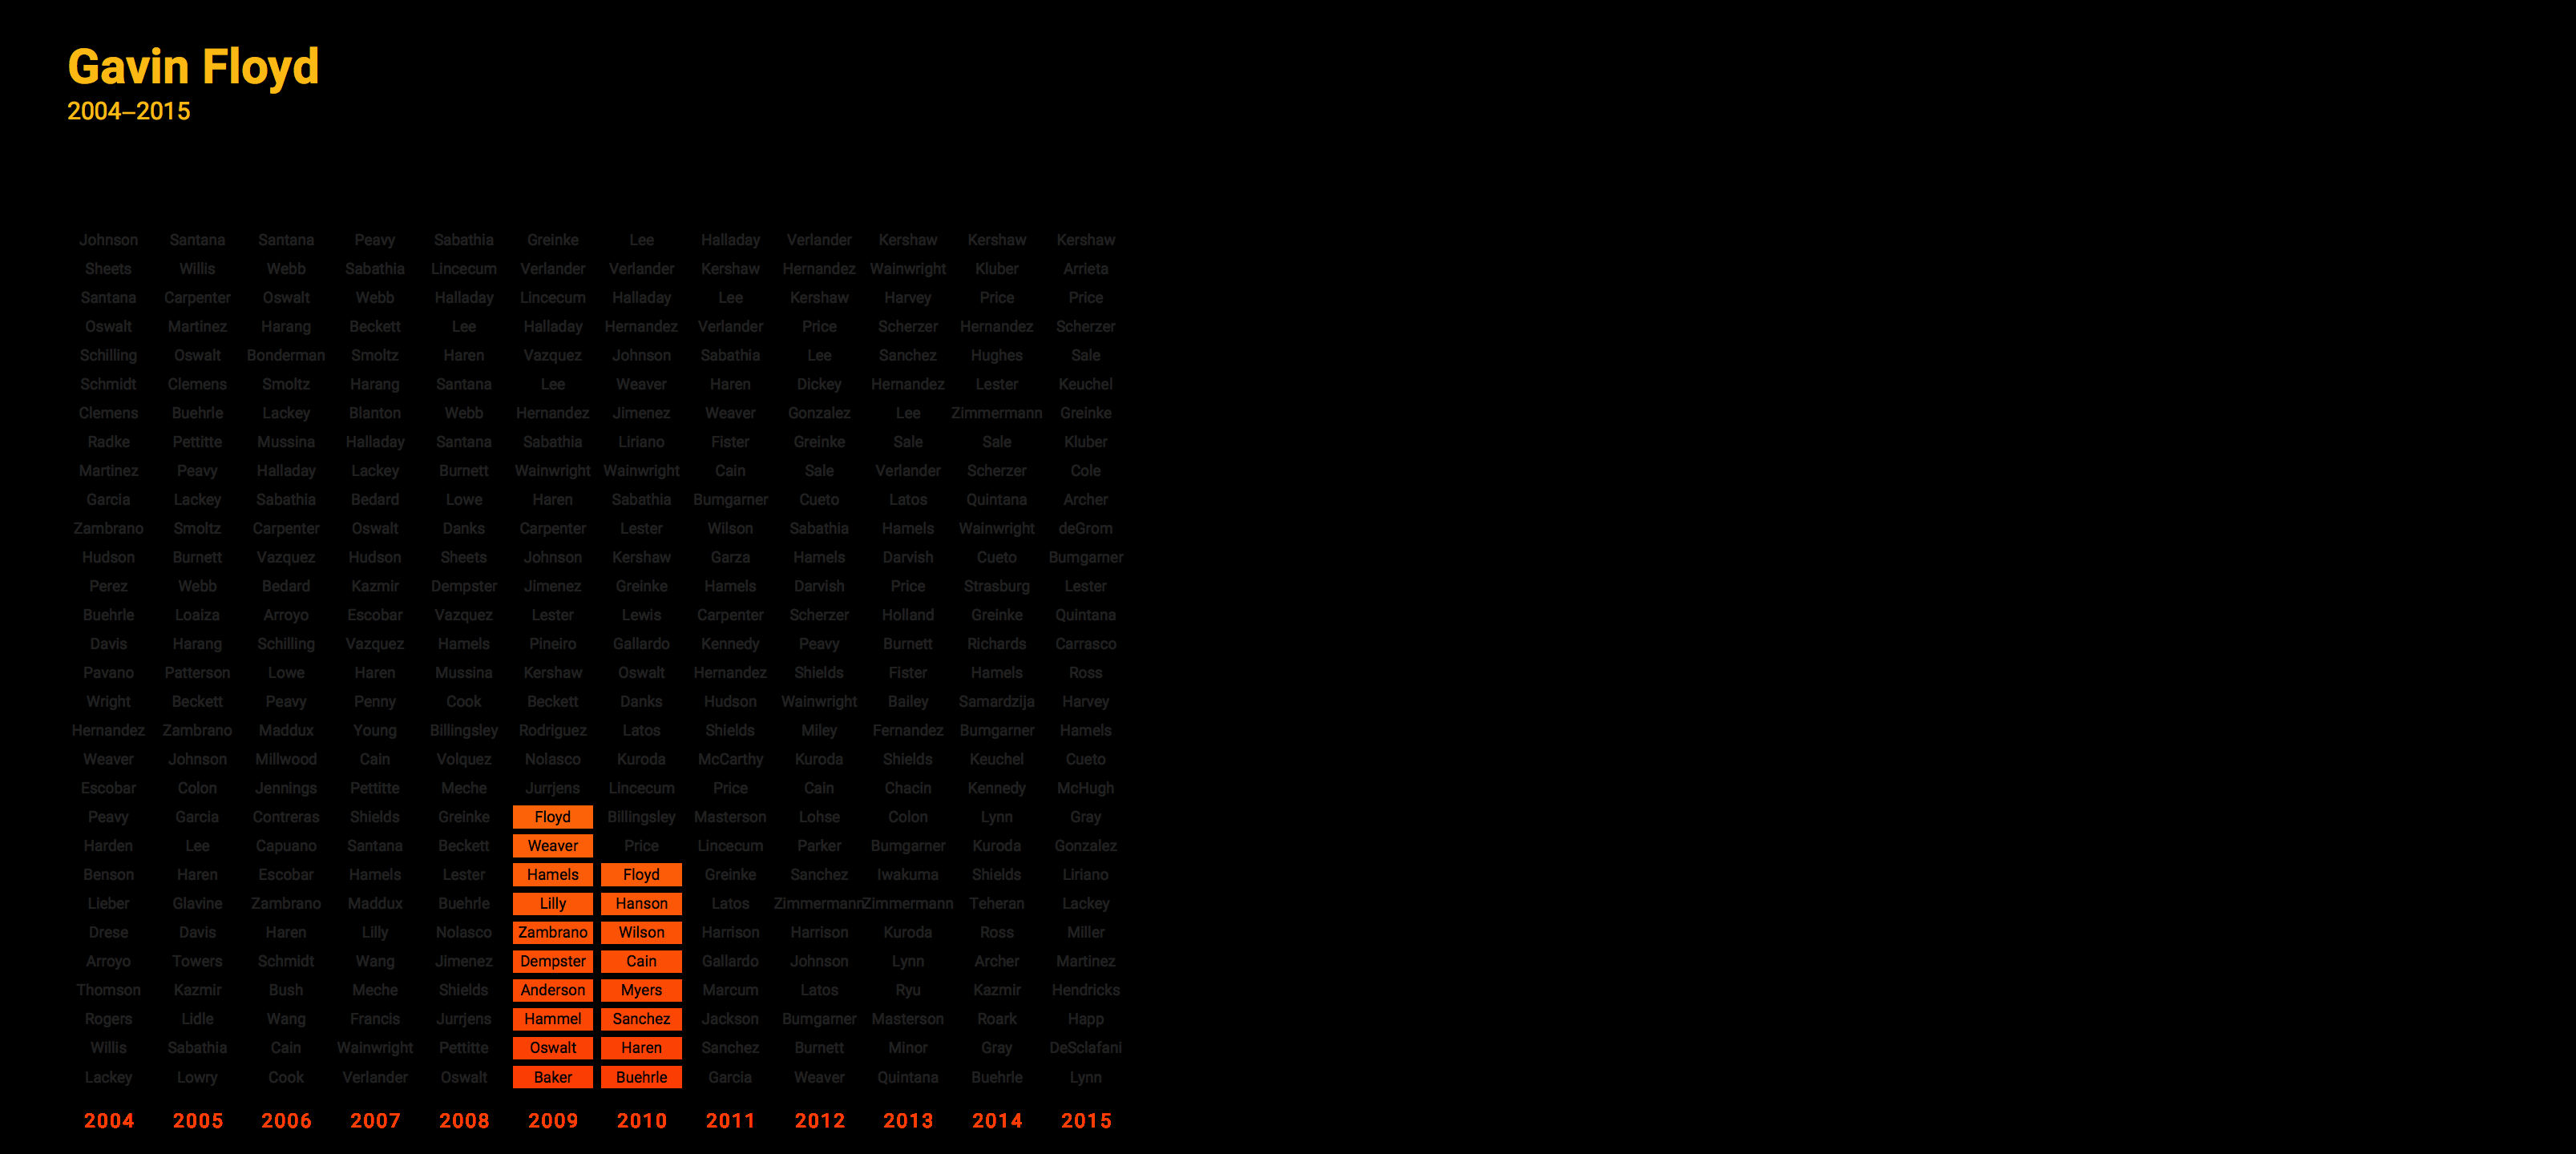 Gavin Floyd
2004–2015
Johnson Santana Santana Peavy Sabathia Greinke Lee Halladay Verlander Kershaw Kershaw Kershaw
Sheets Willis Webb Sabathia Lincecum Verlander Verlander Kershaw Hernandez Wainwright Kluber Arrieta
Santana Carpenter Oswalt Webb Halladay Lincecum Halladay Lee Kershaw Harvey Price Price
Oswalt Martinez Harang Beckett Lee Halladay Hernandez Verlander Price Scherzer Hernandez Scherzer
Schilling Oswalt Bonderman Smoltz Haren Vazquez Johnson Sabathia Lee Sanchez Hughes Sale
Schmidt Clemens Smoltz Harang Santana Lee Weaver Haren Dickey Hernandez Lester Keuchel
Clemens Buehrle Lackey Blanton Webb Hernandez Jimenez Weaver Gonzalez Lee Zimmermann Greinke
Radke Pettitte Mussina Halladay Santana Sabathia Liriano Fister Greinke Sale Sale Kluber
Martinez Peavy Halladay Lackey Burnett Wainwright Wainwright Cain Sale Verlander Scherzer Cole
Garcia Lackey Sabathia Bedard Lowe Haren Sabathia Bumgarner Cueto Latos Quintana Archer
Zambrano Smoltz Carpenter Oswalt Danks Carpenter Lester Wilson Sabathia Hamels Wainwright deGrom
Hudson Burnett Vazquez Hudson Sheets Johnson Kershaw Garza Hamels Darvish Cueto Bumgarner
Perez Webb Bedard Kazmir Dempster Jimenez Greinke Hamels Darvish Price Strasburg Lester
Buehrle Loaiza Arroyo Escobar Vazquez Lester Lewis Carpenter Scherzer Holland Greinke Quintana
Davis Harang Schilling Vazquez Hamels Pineiro Gallardo Kennedy Peavy Burnett Richards Carrasco
Pavano Patterson Lowe Haren Mussina Kershaw Oswalt Hernandez Shields Fister Hamels Ross
Wright Beckett Peavy Penny Cook Beckett Danks Hudson Wainwright Bailey Samardzija Harvey
Hernandez Zambrano Maddux Young Billingsley Rodriguez Latos Shields Miley Fernandez Bumgarner Hamels
Weaver Johnson Millwood Cain Volquez Nolasco Kuroda McCarthy Kuroda Shields Keuchel Cueto
Escobar Colon Jennings Pettitte Meche Jurrjens Lincecum Price Cain Chacin Kennedy McHugh
Peavy Garcia Contreras Shields Greinke Floyd Billingsley Masterson Lohse Colon Lynn Gray
Harden Lee Capuano Santana Beckett Weaver Price Lincecum Parker Bumgarner Kuroda Gonzalez
Benson Haren Escobar Hamels Lester Hamels Floyd Greinke Sanchez Iwakuma Shields Liriano
Lieber Glavine Zambrano Maddux Buehrle Lilly Hanson Latos Zimmermann Zimmermann Teheran Lackey
Drese Davis Haren Lilly Nolasco Zambrano Wilson Harrison Harrison Kuroda Ross Miller
Arroyo Towers Schmidt Wang Jimenez Dempster Cain Gallardo Johnson Lynn Archer Martinez
Thomson Kazmir Bush Meche Shields Anderson Myers Marcum Latos Ryu Kazmir Hendricks
Rogers Lidle Wang Francis Jurrjens Hammel Sanchez Jackson Bumgarner Masterson Roark Happ
Willis Sabathia Cain Wainwright Pettitte Oswalt Haren Sanchez Burnett Minor Gray DeSclafani
Lackey Lowry Cook Verlander Oswalt Baker Buehrle Garcia Weaver Quintana Buehrle Lynn
2004 2005 2006 2007 2008 2009 2010 2011 2012 2013 2014 2015